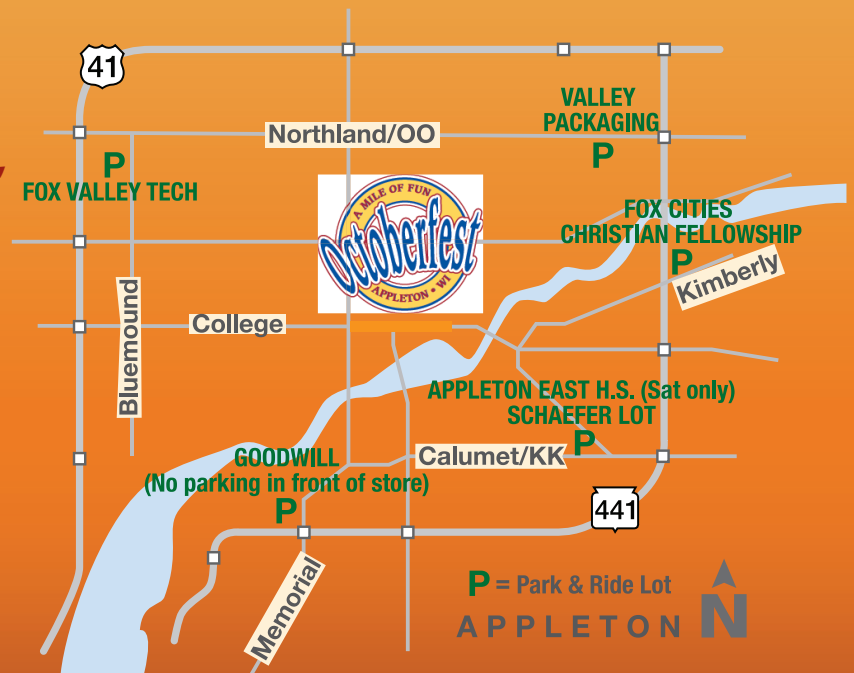 41
VALLEY
PACKAGING
P
Northland/OO
P
FOX VALLEY TECH
A MILE OF FUN
Octoberfest
APPLETON • WI
FOX CITIES
CHRISTIAN FELLOWSHIP
P
Kimberly
Bluemound
College
APPLETON EAST H.S. (Sat only)
SCHAEFER LOT
P
GOODWILL
(No parking in front of store)
P
Calumet/KK
441
Memorial
P = Park & Ride Lot
APPLETON N